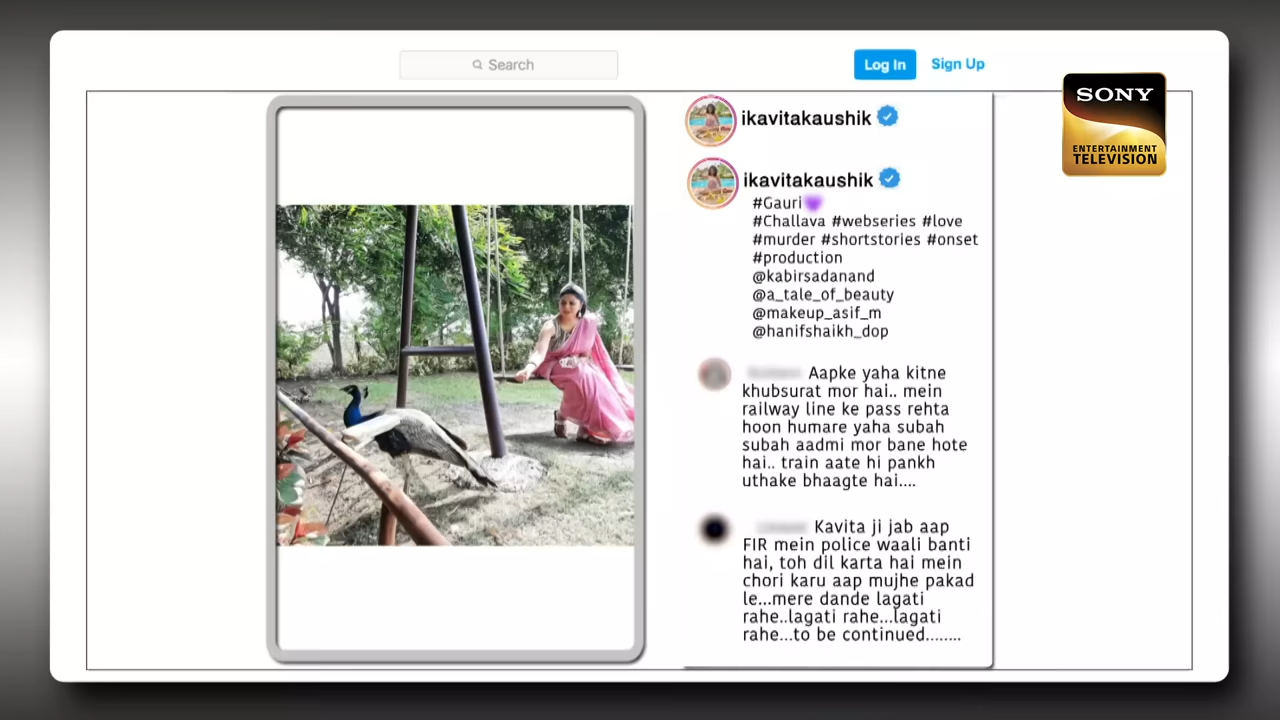 Search
Log In
Sign Up
SONY
ENTERTAINMENT
TELEVISION
ikavitakaushik
ikavitakaushik
#Gauri💜
#Challava #webseries #love
#murder #shortstories #onset
#production
@kabirsadanand
@a_tale_of_beauty
@makeup_asif_m
@hanifshaikh_dop
Aapke yaha kitne
khubsurat mor hai.. mein
railway line ke pass rehta
hoon humare yaha subah
subah aadmi mor bane hote
hai.. train aate hi pankh
uthake bhaagte hai....
Kavita ji jab aap
FIR mein police waali banti
hai, toh dil karta hai mein
chori karu aap mujhe pakad
le...mere dande lagati
rahe..lagati rahe...lagati
rahe...to be continued........